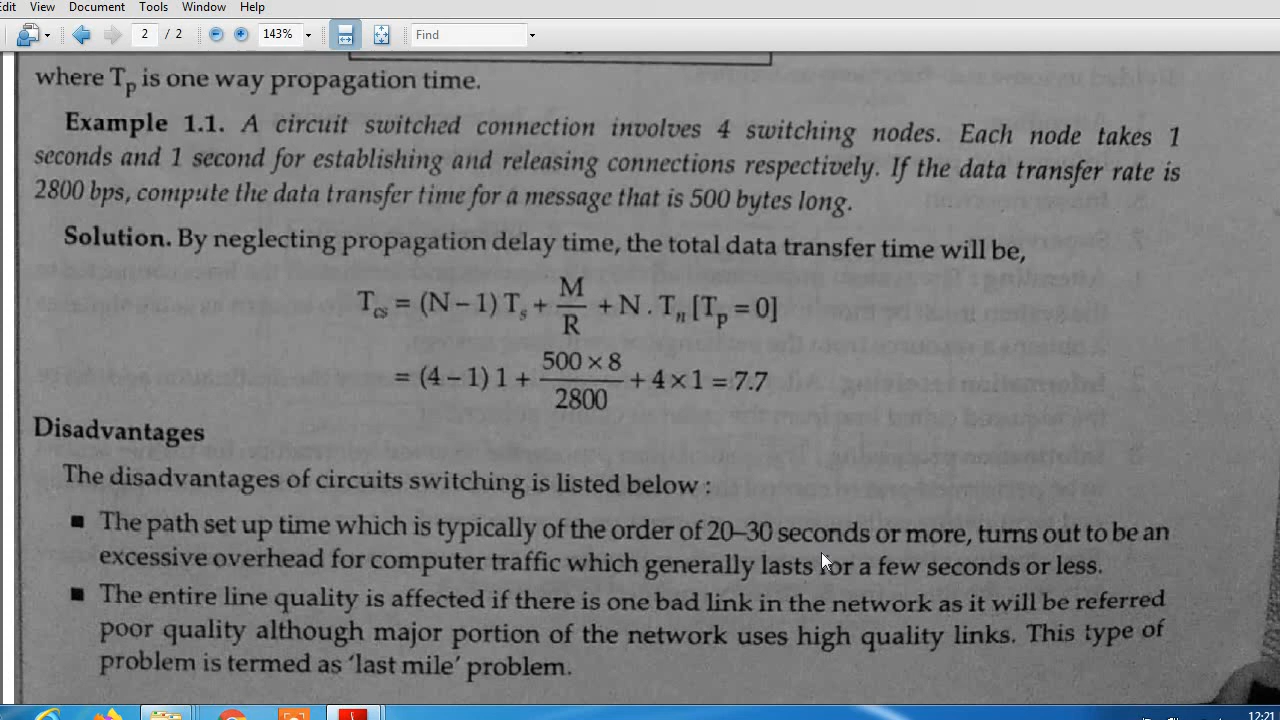 Edit View Document Tools Window Help
2 / 2 143% Find
where Tp is one way propagation time.
Example 1.1. A circuit switched connection involves 4 switching nodes. Each node takes 1
seconds and 1 second for establishing and releasing connections respectively. If the data transfer rate is
2800 bps, compute the data transfer time for a message that is 500 bytes long.
Solution. By neglecting propagation delay time, the total data transfer time will be,
Tcs = (N – 1) Ts + M/R + N . Tn [Tp = 0]
= (4 – 1) 1 + 500 × 8/2800 + 4 × 1 = 7.7
Disadvantages
The disadvantages of circuits switching is listed below :
■ The path set up time which is typically of the order of 20–30 seconds or more, turns out to be an
excessive overhead for computer traffic which generally lasts for a few seconds or less.
■ The entire line quality is affected if there is one bad link in the network as it will be referred
poor quality although major portion of the network uses high quality links. This type of
problem is termed as ‘last mile’ problem.
12:21